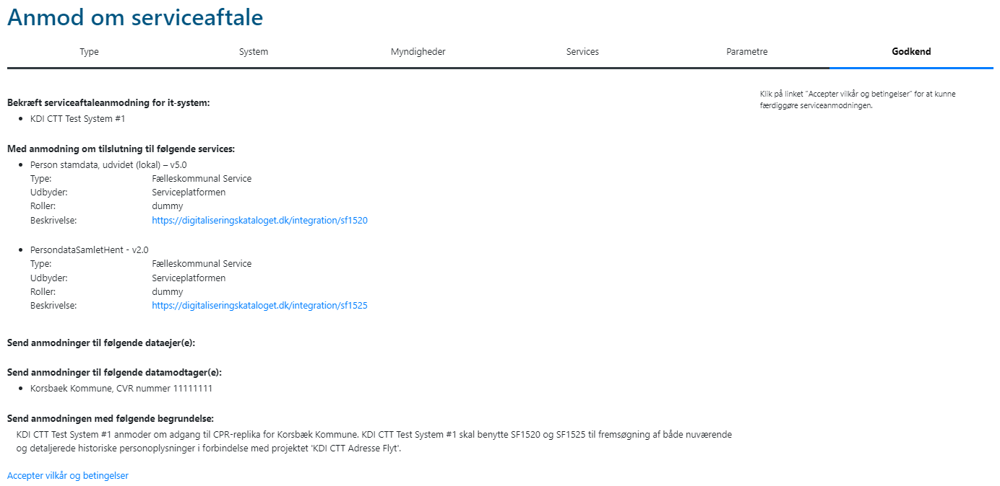 Anmod om serviceaftale
Type System Myndigheder Services Parametre Godkend
Klik på linket "Accepter vilkår og betingelser" for at kunne
færdiggøre serviceanmodningen.
Bekræft serviceaftaleanmodning for it-system:
• KDI CTT Test System #1
Med anmodning om tilslutning til følgende services:
• Person stamdata, udvidet (lokal) – v5.0
Type: Fælleskommunal Service
Udbyder: Serviceplatformen
Roller: dummy
Beskrivelse: https://digitaliseringskataloget.dk/integration/sf1520
• PersondataSamletHent - v2.0
Type: Fælleskommunal Service
Udbyder: Serviceplatformen
Roller: dummy
Beskrivelse: https://digitaliseringskataloget.dk/integration/sf1525
Send anmodninger til følgende dataejer(e):
Send anmodninger til følgende datamodtager(e):
• Korsbaek Kommune, CVR nummer 11111111
Send anmodningen med følgende begrundelse:
KDI CTT Test System #1 anmoder om adgang til CPR-replika for Korsbæk Kommune. KDI CTT Test System #1 skal benytte SF1520 og SF1525 til fremsøgning af både nuværende
og detaljerede historiske personoplysninger i forbindelse med projektet 'KDI CTT Adresse Flyt'.
Accepter vilkår og betingelser